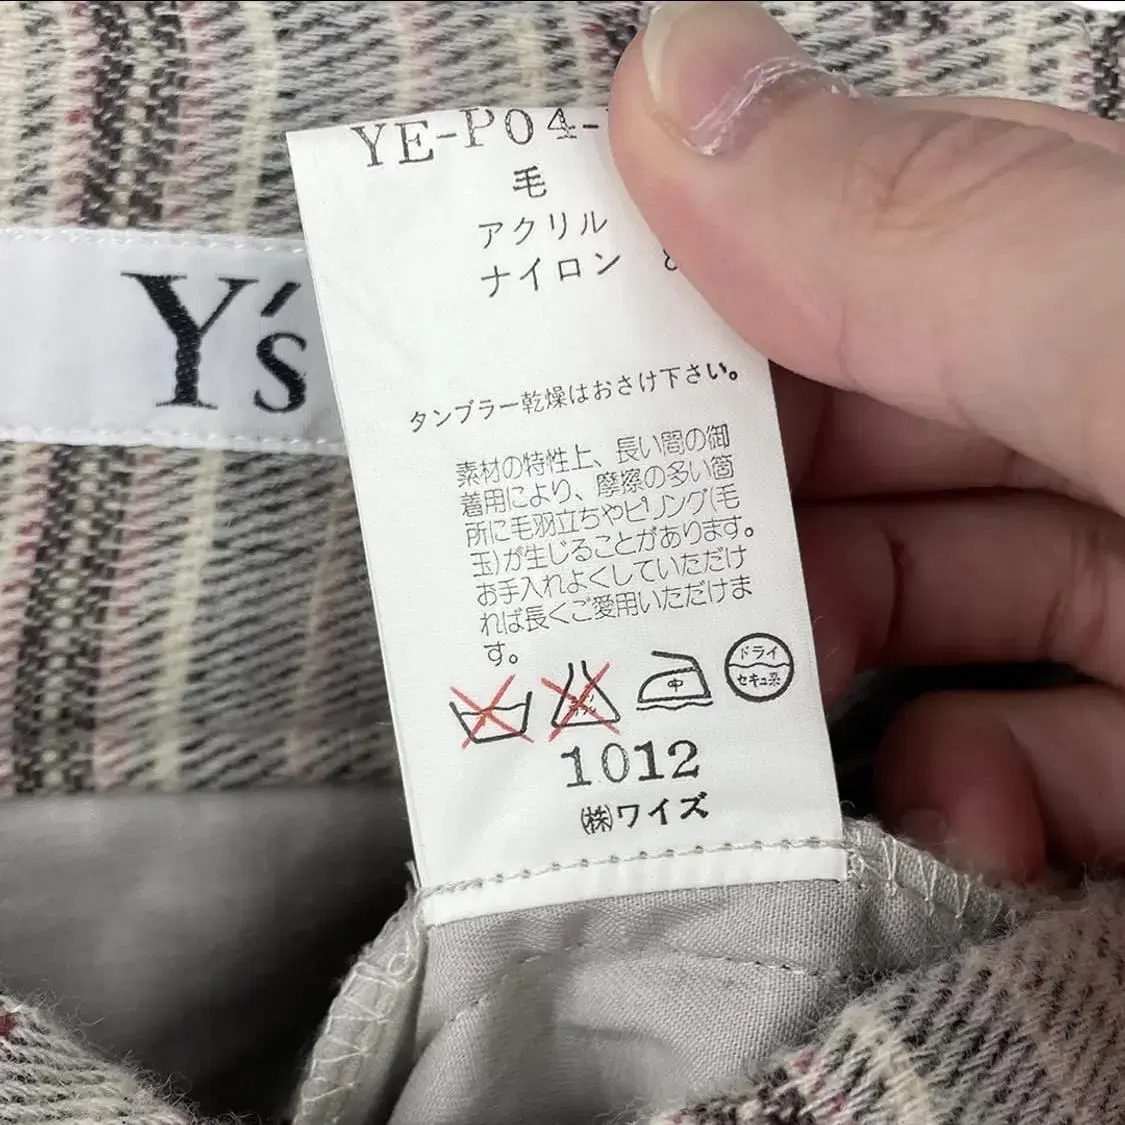 YE-P04-
毛
アクリル
ナイロン
Y's
タンブラー乾燥はおさけ下さい。
素材の特性上、長い間の御
着用により、摩擦の多い箇
所に毛羽立ちやピリング(毛
玉)が生じることがあります。
お手入れよくしていただけ
れば長くご愛用いただけま
す。
中
ドライ
セキユ系
1012
㈱ワイズ